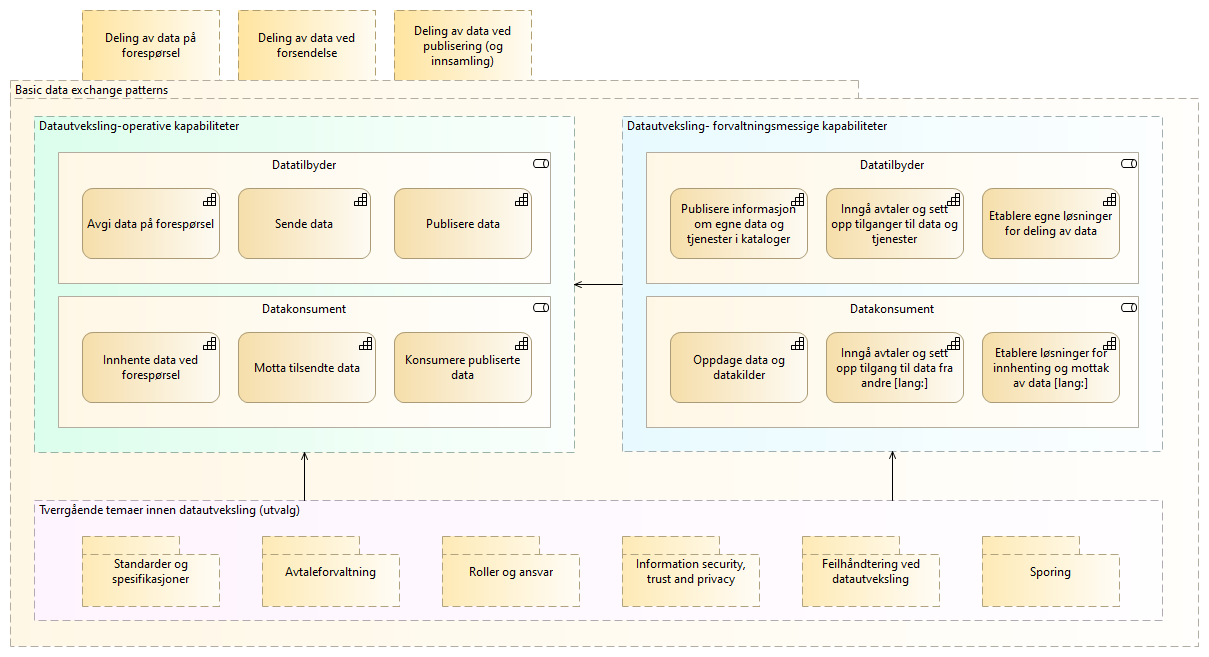 Deling av data på
forespørsel
Deling av data ved
forsendelse
Deling av data ved
publisering (og
innsamling)
Basic data exchange patterns
Datautveksling-operative kapabiliteter
Datatilbyder
Avgi data på forespørsel
Sende data
Publisere data
Datakonsument
Innhente data ved
forespørsel
Motta tilsendte data
Konsumere publiserte
data
Datautveksling- forvaltningsmessige kapabiliteter
Datatilbyder
Publisere informasjon
om egne data og
tjenester i kataloger
Inngå avtaler og sett
opp tilganger til data og
tjenester
Etablere egne løsninger
for deling av data
Datakonsument
Oppdage data og
datakilder
Inngå avtaler og sett
opp tilgang til data fra
andre [lang:]
Etablere løsninger for
innhenting og mottak
av data [lang:]
Tverrgående temaer innen datautveksling (utvalg)
Standarder og
spesifikasjoner
Avtaleforvaltning
Roller og ansvar
Information security,
trust and privacy
Feilhåndtering ved
datautveksling
Sporing